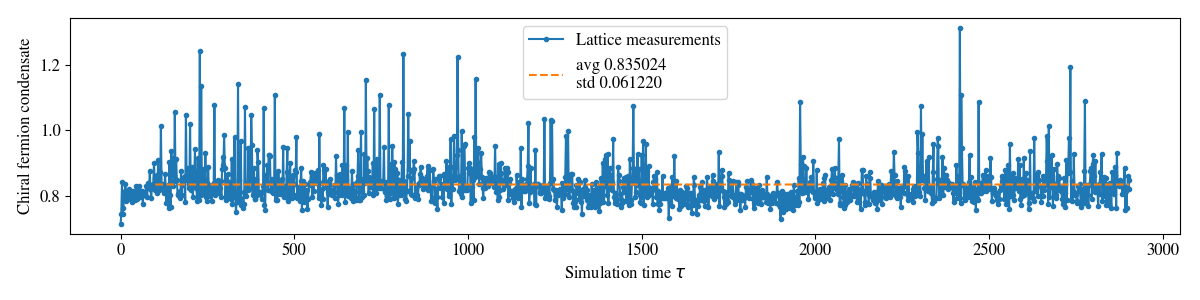 Lattice measurements
avg 0.835024
std 0.061220
Chiral fermion condensate
1.2
1.0
0.8
0
500
1000
1500
2000
2500
3000
Simulation time τ